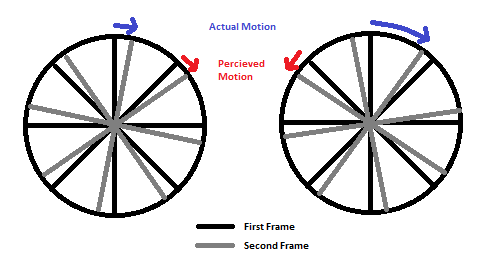 Actual Motion
Percieved
Motion
First Frame
Second Frame